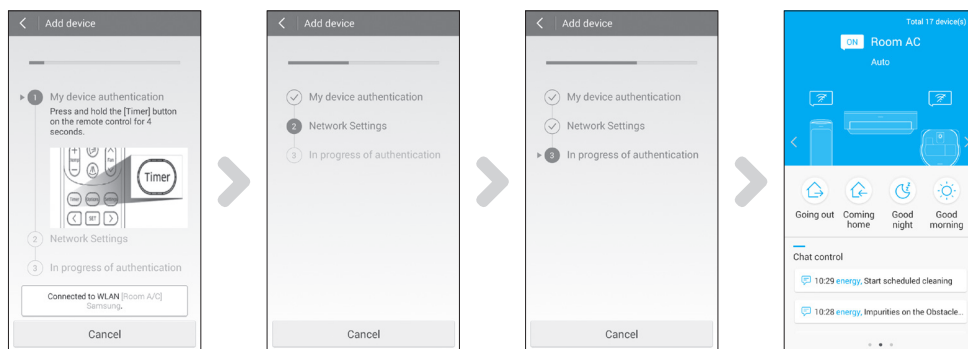 Add device
1 My device authentication
Press and hold the [Timer] button
on the remote control for 4
seconds.
Temp
Fan
Timer
Timer
SET
2 Network Settings
3 In progress of authentication
Connected to WLAN [Room A/C]
Samsung.
Cancel
Add device
My device authentication
2 Network Settings
3 In progress of authentication
Cancel
Add device
My device authentication
Network Settings
3 In progress of authentication
Cancel
Total 17 device(s)
ON Room AC
Auto
Going out
Coming
home
Good
night
Good
morning
Chat control
10:29 energy, Start scheduled cleaning
10:28 energy, Impurities on the Obstacle..